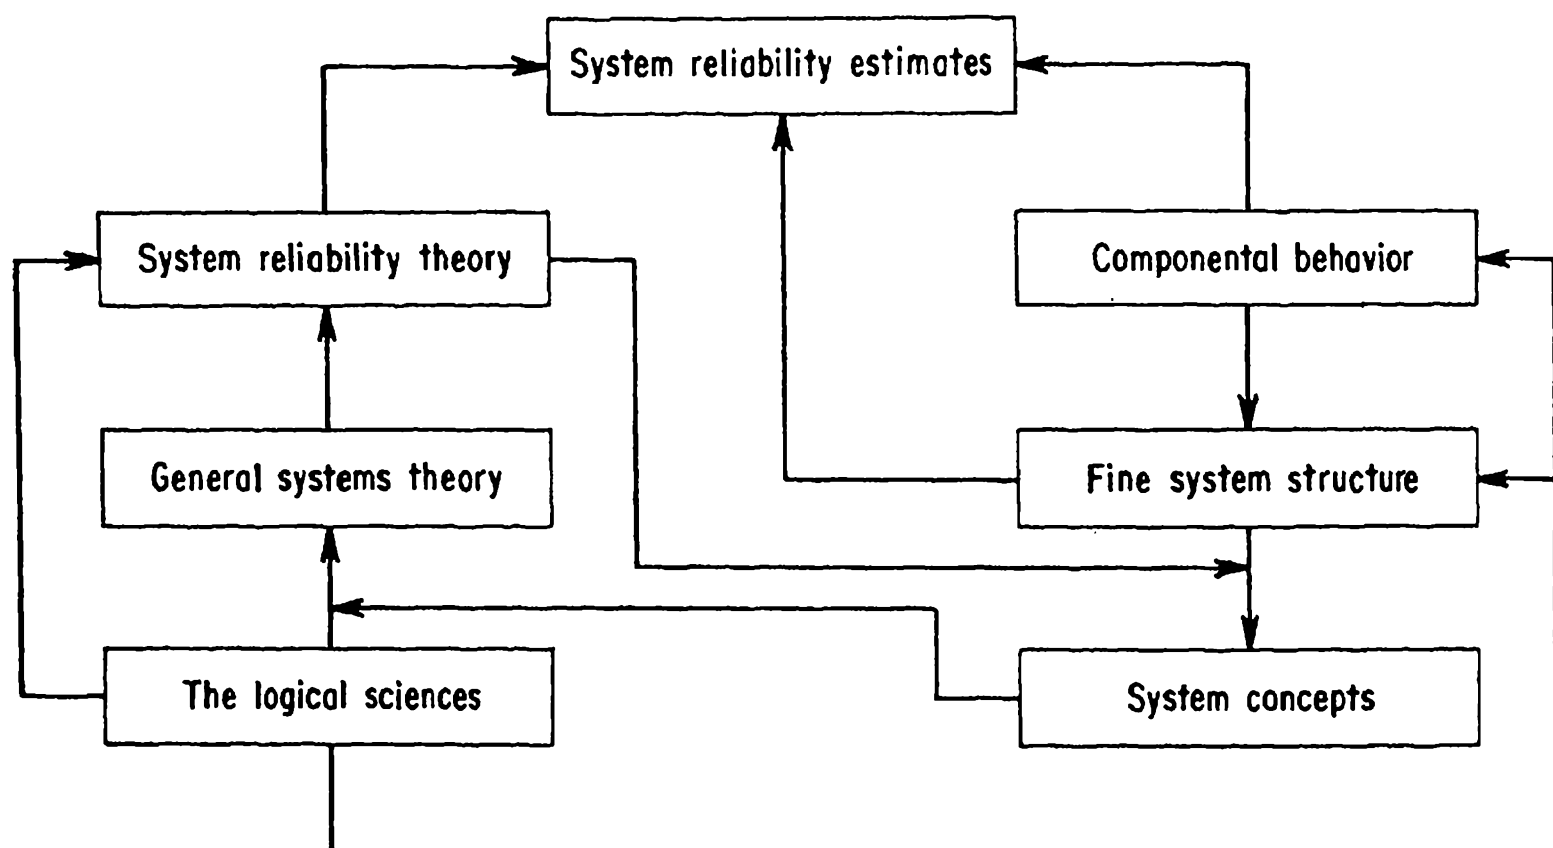 System reliability estimates
System reliability theory
Componental behavior
General systems theory
Fine system structure
The logical sciences
System concepts